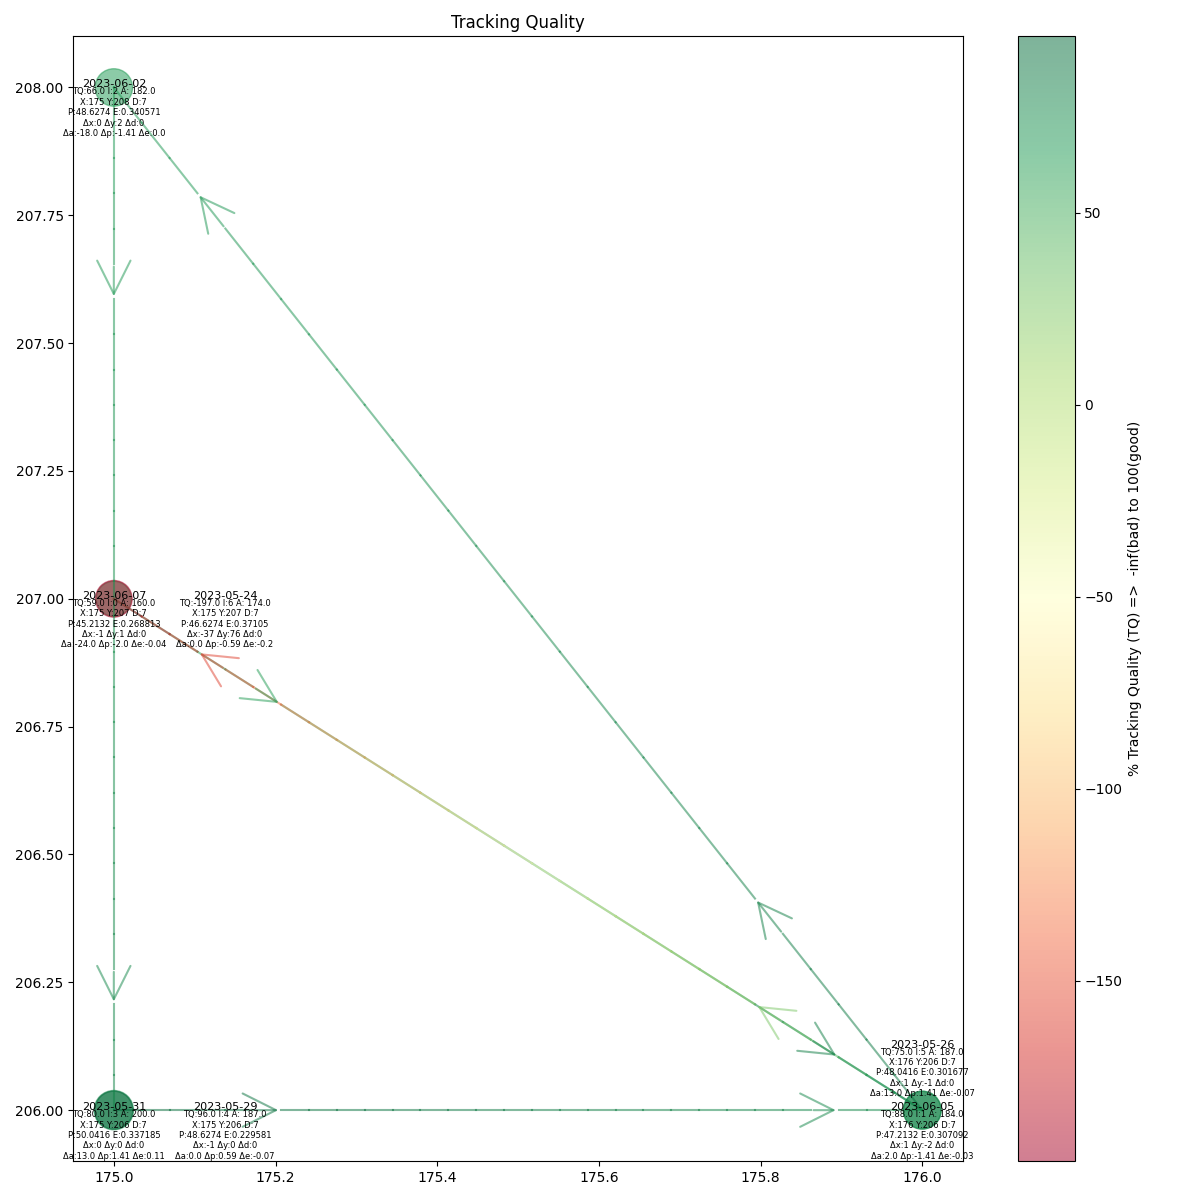 Tracking Quality
208.00
207.75
207.50
207.25
207.00
206.75
206.50
206.25
206.00
175.0
175.2
175.4
175.6
175.8
176.0
2023-06-02
TQ:66.0 I:2 A: 182.0
X:175 Y:208 D:7
P:48.6274 E:0.340571
Δx:0 Δy:2 Δd:0
Δa:-18.0 Δp:-1.41 Δe:0.0
2023-06-07
TQ:59.0 I:0 A: 160.0
X:175 Y:207 D:7
P:45.2132 E:0.268813
Δx:-1 Δy:1 Δd:0
Δa:-24.0 Δp:-2.0 Δe:-0.04
2023-05-24
TQ:-197.0 I:6 A: 174.0
X:175 Y:207 D:7
P:46.6274 E:0.37105
Δx:-37 Δy:76 Δd:0
Δa:0.0 Δp:-0.59 Δe:-0.2
2023-05-26
TQ:75.0 I:5 A: 187.0
X:176 Y:206 D:7
P:48.0416 E:0.301677
Δx:1 Δy:-1 Δd:0
Δa:13.0 Δp:1.41 Δe:-0.07
2023-05-31
TQ:80.0 I:3 A: 200.0
X:175 Y:206 D:7
P:50.0416 E:0.337185
Δx:0 Δy:0 Δd:0
Δa:13.0 Δp:1.41 Δe:0.11
2023-05-29
TQ:96.0 I:4 A: 187.0
X:175 Y:206 D:7
P:48.6274 E:0.229581
Δx:-1 Δy:0 Δd:0
Δa:0.0 Δp:0.59 Δe:-0.07
2023-06-05
TQ:88.0 I:1 A: 184.0
X:176 Y:206 D:7
P:47.2132 E:0.307092
Δx:1 Δy:-2 Δd:0
Δa:2.0 Δp:-1.41 Δe:-0.03
50
0
−50
−100
−150
% Tracking Quality (TQ) => -inf(bad) to 100(good)